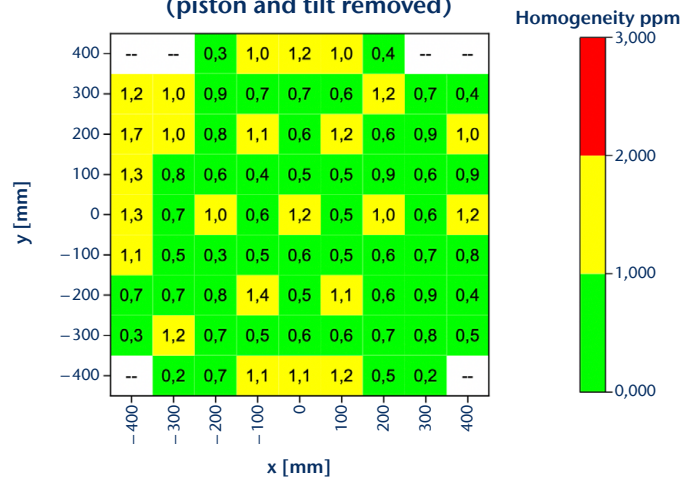 (piston and tilt removed)
Homogeneity ppm
y [mm]
400 -- -- 0,3 1,0 1,2 1,0 0,4 -- --
300 1,2 1,0 0,9 0,7 0,7 0,6 1,2 0,7 0,4
200 1,7 1,0 0,8 1,1 0,6 1,2 0,6 0,9 1,0
100 1,3 0,8 0,6 0,4 0,5 0,5 0,9 0,6 0,9
0 1,3 0,7 1,0 0,6 1,2 0,5 1,0 0,6 1,2
−100 1,1 0,5 0,3 0,5 0,6 0,5 0,6 0,7 0,8
−200 0,7 0,7 0,8 1,4 0,5 1,1 0,6 0,9 0,4
−300 0,3 1,2 0,7 0,5 0,6 0,6 0,7 0,8 0,5
−400 -- 0,2 0,7 1,1 1,1 1,2 0,5 0,2 --
−400 −300 −200 −100 0 100 200 300 400
x [mm]
3,000
2,000
1,000
0,000